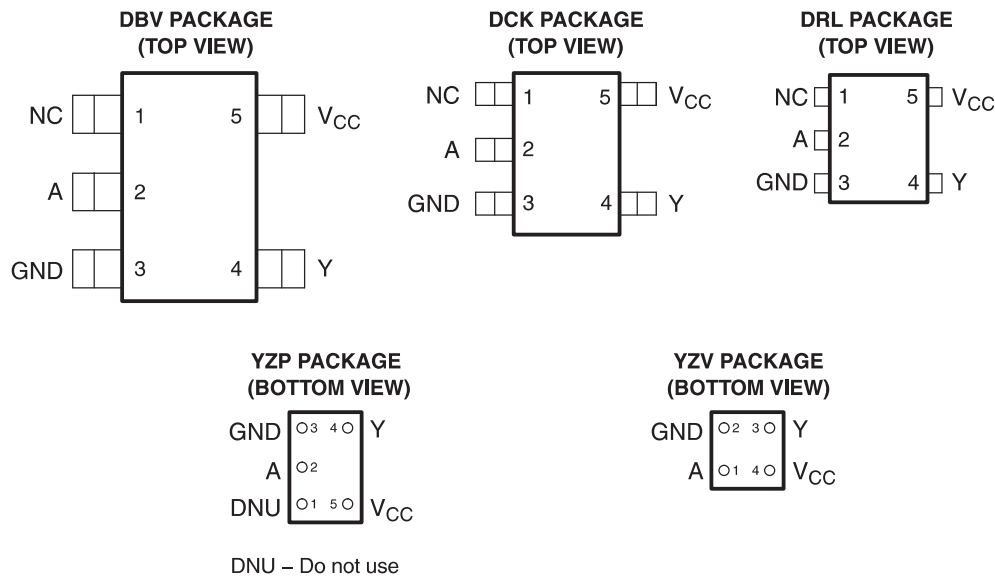 DBV PACKAGE
(TOP VIEW)
NC 1 5 VCC
A 2
GND 3 4 Y
DCK PACKAGE
(TOP VIEW)
NC 1 5 VCC
A 2
GND 3 4 Y
DRL PACKAGE
(TOP VIEW)
NC 1 5 VCC
A 2
GND 3 4 Y
YZP PACKAGE
(BOTTOM VIEW)
GND 3 4 Y
A 2
DNU 1 5 VCC
DNU – Do not use
YZV PACKAGE
(BOTTOM VIEW)
GND 2 3 Y
A 1 4 VCC